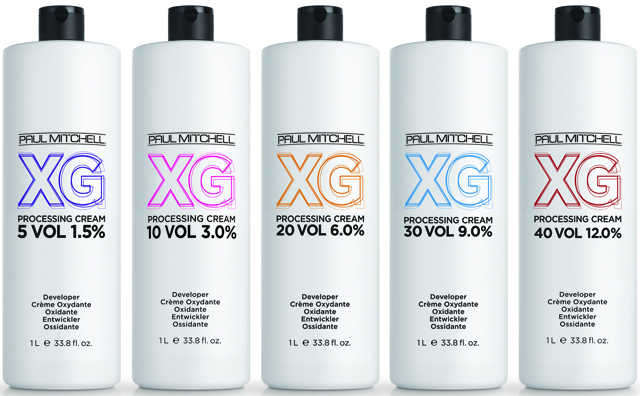 PAUL MITCHELL
XG
PROCESSING CREAM
5 VOL 1.5%
Developer
Crème Oxydante
Oxidante
Entwickler
Ossidante
1 L ℮ 33.8 fl. oz.
PAUL MITCHELL
XG
PROCESSING CREAM
10 VOL 3.0%
Developer
Crème Oxydante
Oxidante
Entwickler
Ossidante
1 L ℮ 33.8 fl. oz.
PAUL MITCHELL
XG
PROCESSING CREAM
20 VOL 6.0%
Developer
Crème Oxydante
Oxidante
Entwickler
Ossidante
1 L ℮ 33.8 fl. oz.
PAUL MITCHELL
XG
PROCESSING CREAM
30 VOL 9.0%
Developer
Crème Oxydante
Oxidante
Entwickler
Ossidante
1 L ℮ 33.8 fl. oz.
PAUL MITCHELL
XG
PROCESSING CREAM
40 VOL 12.0%
Developer
Crème Oxydante
Oxidante
Entwickler
Ossidante
1 L ℮ 33.8 fl. oz.